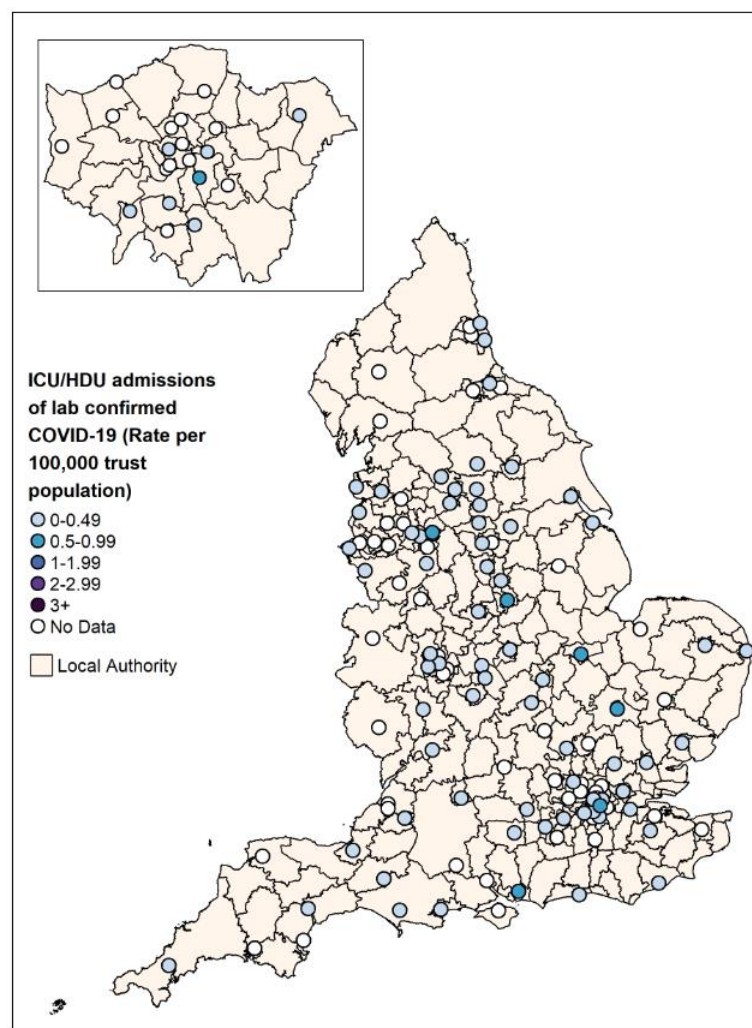 ICU/HDU admissions
of lab confirmed
COVID-19 (Rate per
100,000 trust
population)
0-0.49
0.5-0.99
1-1.99
2-2.99
3+
No Data
Local Authority